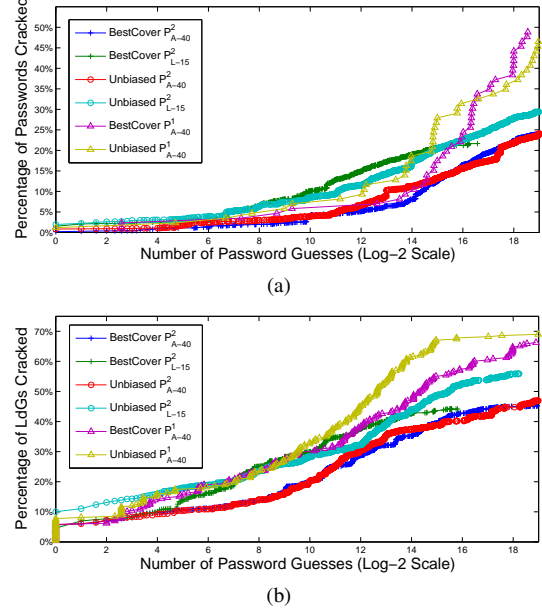 Percentage of Passwords Cracked
50%
45%
40%
35%
30%
25%
20%
15%
10%
5%
0%
BestCover P²A−40
BestCover P²L−15
Unbiased P²A−40
Unbiased P²L−15
BestCover P¹A−40
Unbiased P¹A−40
0 2 4 6 8 10 12 14 16 18
Number of Password Guesses (Log−2 Scale)
(a)
Percentage of LdGs Cracked
70%
60%
50%
40%
30%
20%
10%
0%
BestCover P²A−40
BestCover P²L−15
Unbiased P²A−40
Unbiased P²L−15
BestCover P¹A−40
Unbiased P¹A−40
0 2 4 6 8 10 12 14 16 18
Number of Password Guesses (Log−2 Scale)
(b)